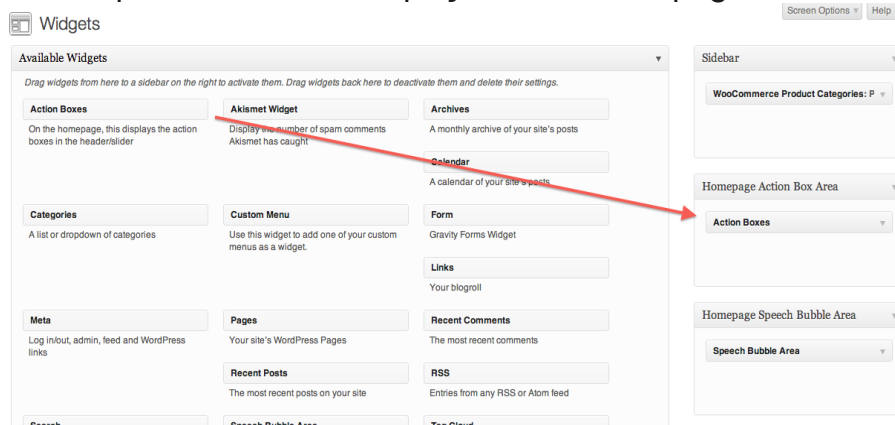 Widgets
Screen Options
Help
Available Widgets
Drag widgets from here to a sidebar on the right to activate them. Drag widgets back here to deactivate them and delete their settings.
Action Boxes
On the homepage, this displays the action
boxes in the header/slider
Akismet Widget
Display the number of spam comments
Akismet has caught
Archives
A monthly archive of your site's posts
Calendar
A calendar of your site's posts
Categories
A list or dropdown of categories
Custom Menu
Use this widget to add one of your custom
menus as a widget.
Form
Gravity Forms Widget
Links
Your blogroll
Meta
Log in/out, admin, feed and WordPress
links
Pages
Your site's WordPress Pages
Recent Comments
The most recent comments
Recent Posts
The most recent posts on your site
RSS
Entries from any RSS or Atom feed
Search
Speech Bubble Area
Tag Cloud
Sidebar
WooCommerce Product Categories: P
Homepage Action Box Area
Action Boxes
Homepage Speech Bubble Area
Speech Bubble Area